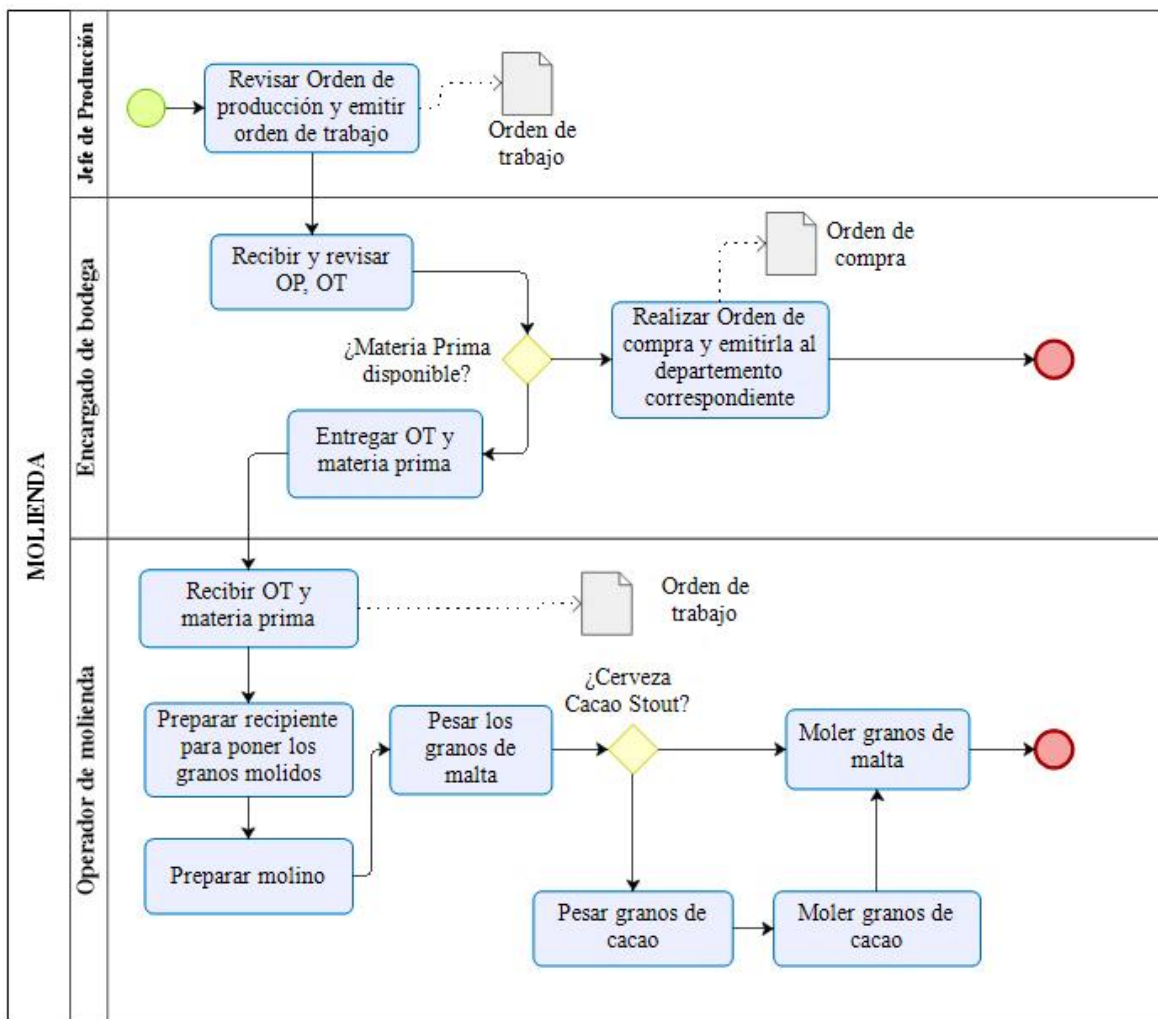 MOLIENDA
Jefe de Producción
Revisar Orden de
producción y emitir
orden de trabajo
Orden de
trabajo
Encargado de bodega
Recibir y revisar
OP, OT
Orden de
compra
¿Materia Prima
disponible?
Realizar Orden de
compra y emitirla al
departemento
correspondiente
Entregar OT y
materia prima
Operador de molienda
Recibir OT y
materia prima
Orden de
trabajo
Preparar recipiente
para poner los
granos molidos
Pesar los
granos de
malta
¿Cerveza
Cacao Stout?
Moler granos de
malta
Preparar molino
Pesar granos de
cacao
Moler granos de
cacao